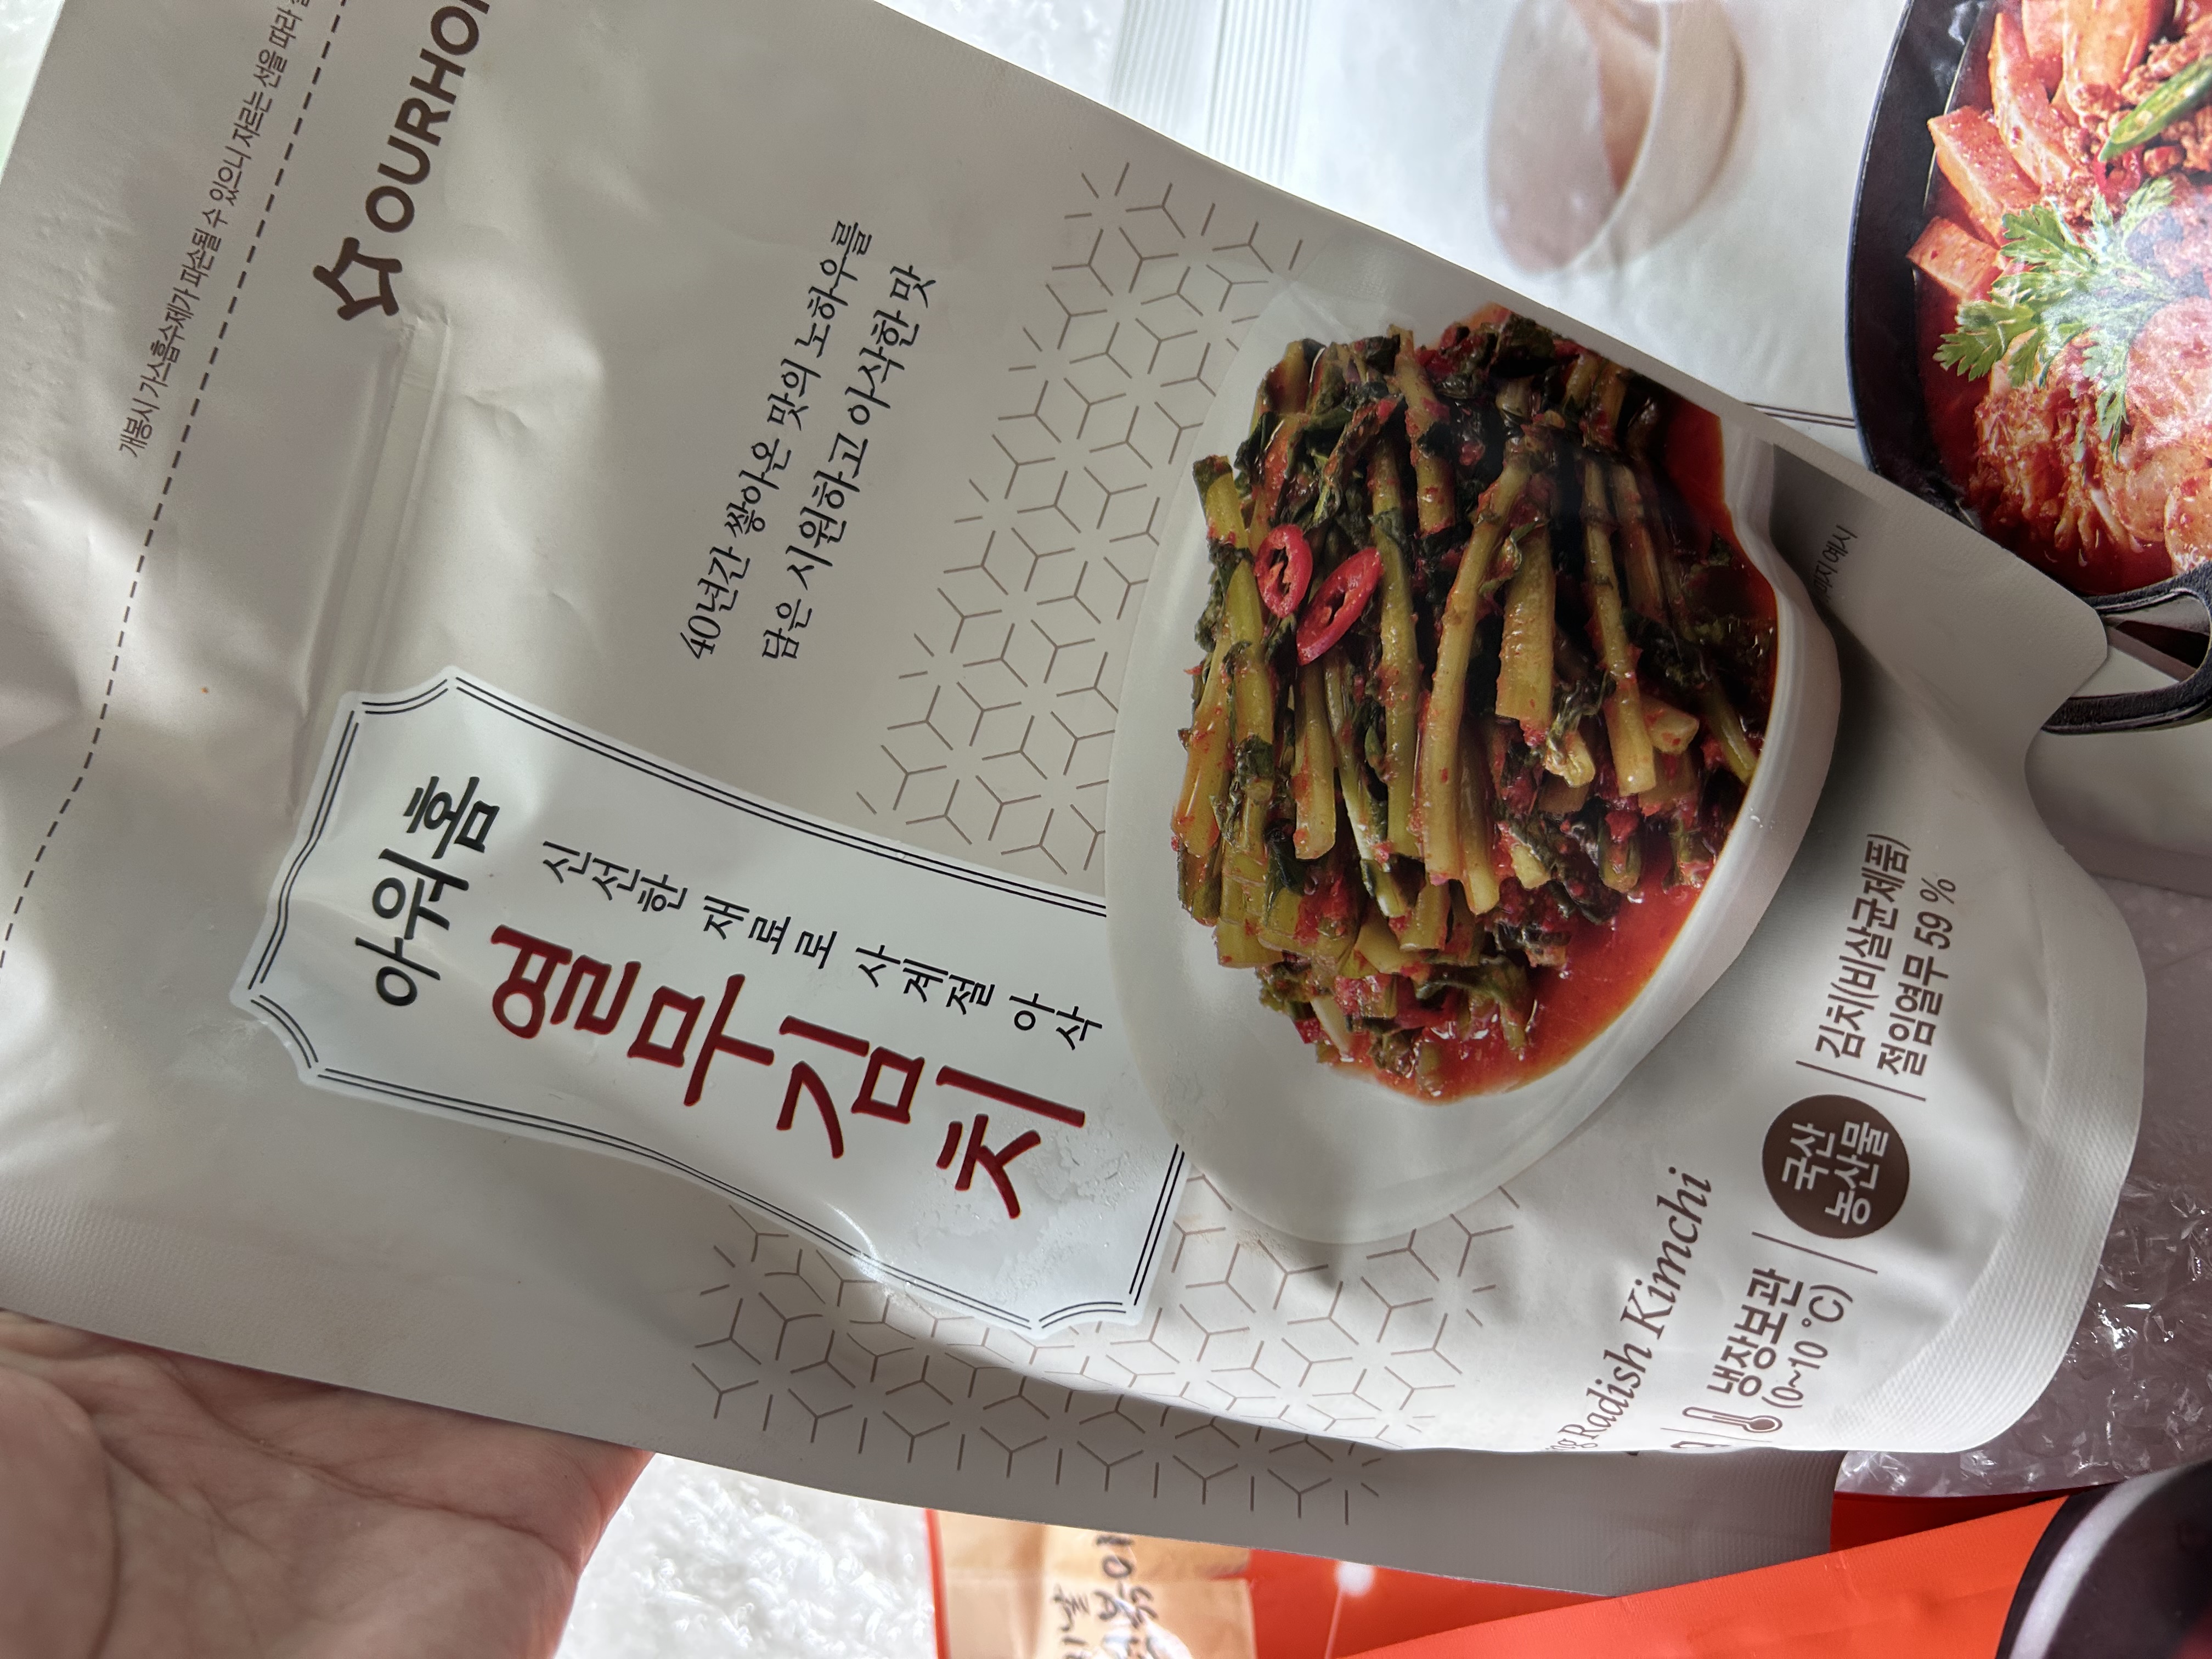 개봉시 가스흡수제가 파손될 수 있으니 자르는 선을 따라
아워홈
열무김치
신선한 재료로 사계절 아삭
40년간 쌓아온 맛의 노하우를
담은 시원하고 아삭한 맛
Radish Kimchi
냉장보관
(0~10 °C)
국산
농산물
김치(비살균제품)
절임열무 59 %